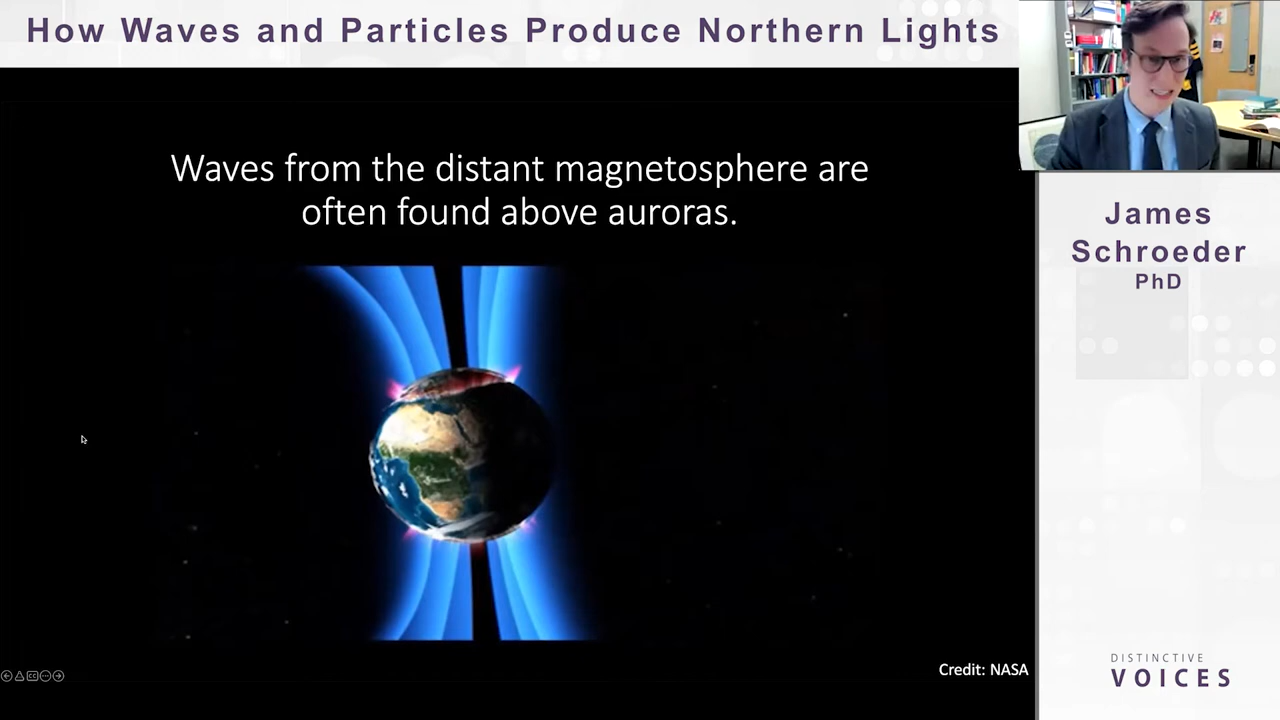 How Waves and Particles Produce Northern Lights
Waves from the distant magnetosphere are
often found above auroras.
Credit: NASA
James
Schroeder
PhD
DISTINCTIVE
VOICES